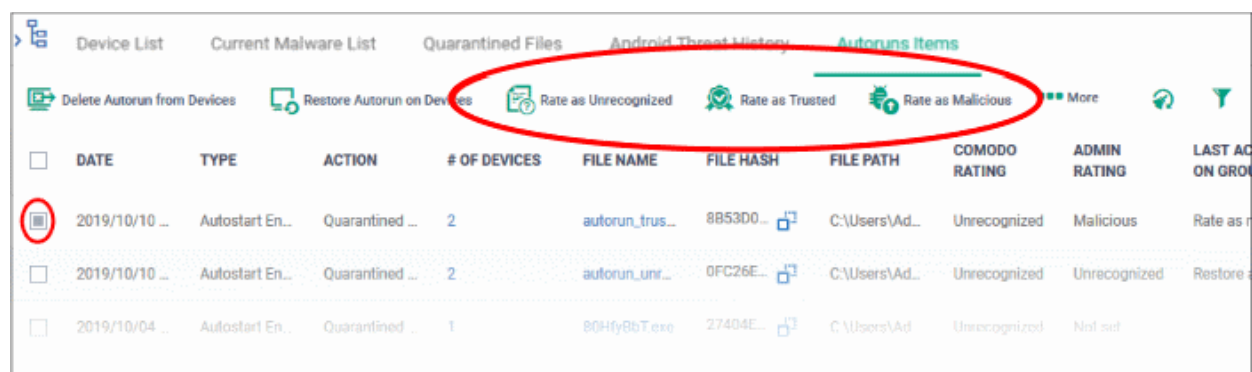 Device List Current Malware List Quarantined Files Android Threat History Autoruns Items
Delete Autorun from Devices Restore Autorun on Devices Rate as Unrecognized Rate as Trusted Rate as Malicious More
DATE TYPE ACTION # OF DEVICES FILE NAME FILE HASH FILE PATH COMODO RATING ADMIN RATING LAST AC ON GROU
2019/10/10 ... Autostart En... Quarantined ... 2 autorun_trus... 8B53D0... C:\Users\Ad... Unrecognized Malicious Rate as
2019/10/10 ... Autostart En... Quarantined ... 2 autorun_unr... 0FC26E... C:\Users\Ad... Unrecognized Unrecognized Restore
2019/10/04 ... Autostart En... Quarantined ... 1 80HfyBbT.exe 27404E... C:\Users\Ad Unrecognized Not set